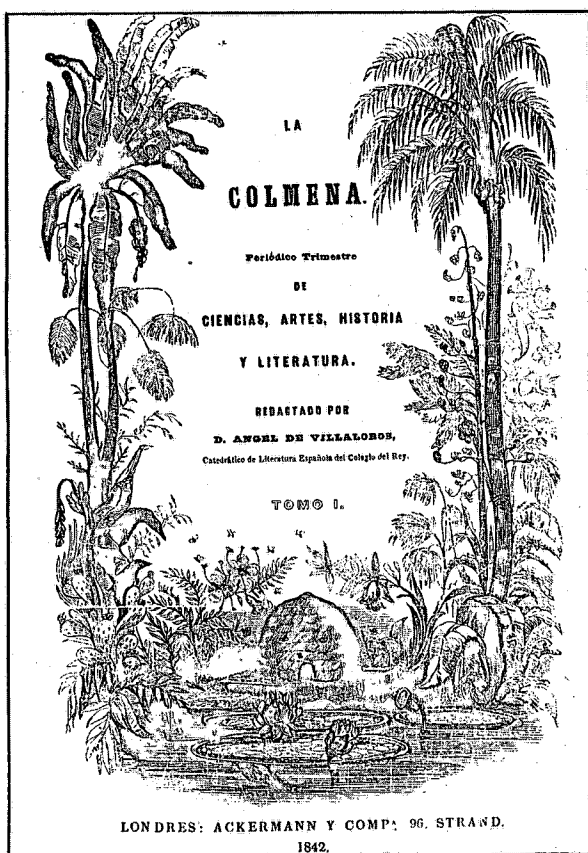 LA
COLMENA.
Periódico Trimestre
DE
CIENCIAS, ARTES, HISTORIA
Y LITERATURA.
REDACTADO POR
D. ANGEL DE VILLALOBOS,
Catedrático de Literatura Española del Colegio del Rey.
TOMO I.
LONDRES: ACKERMANN Y COMPª 96, STRAND.
1842.